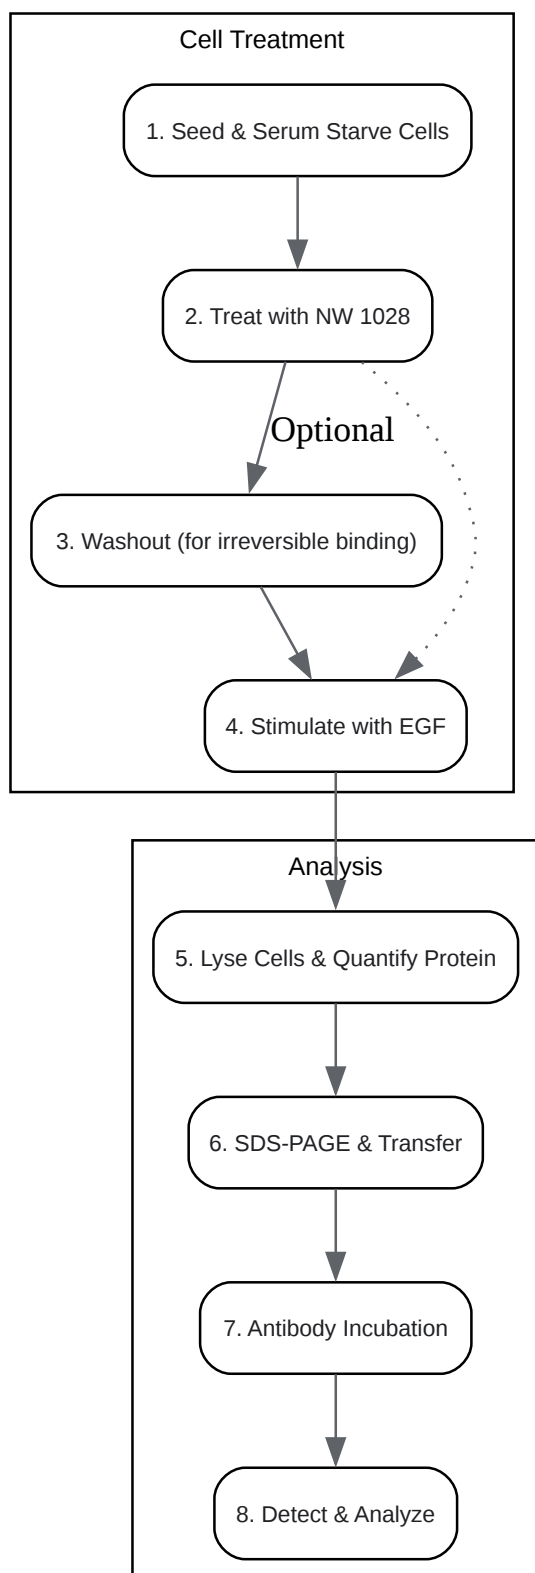 Cell Treatment
1. Seed & Serum Starve Cells
2. Treat with NW 1028
Optional
3. Washout (for irreversible binding)
4. Stimulate with EGF
Analysis
5. Lyse Cells & Quantify Protein
6. SDS-PAGE & Transfer
7. Antibody Incubation
8. Detect & Analyze